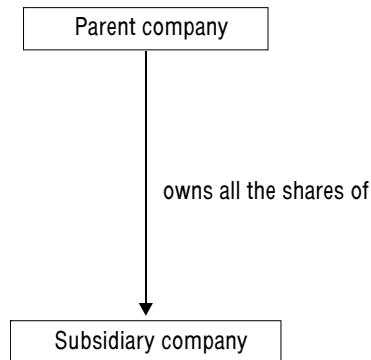 Parent company
owns all the shares of
Subsidiary company